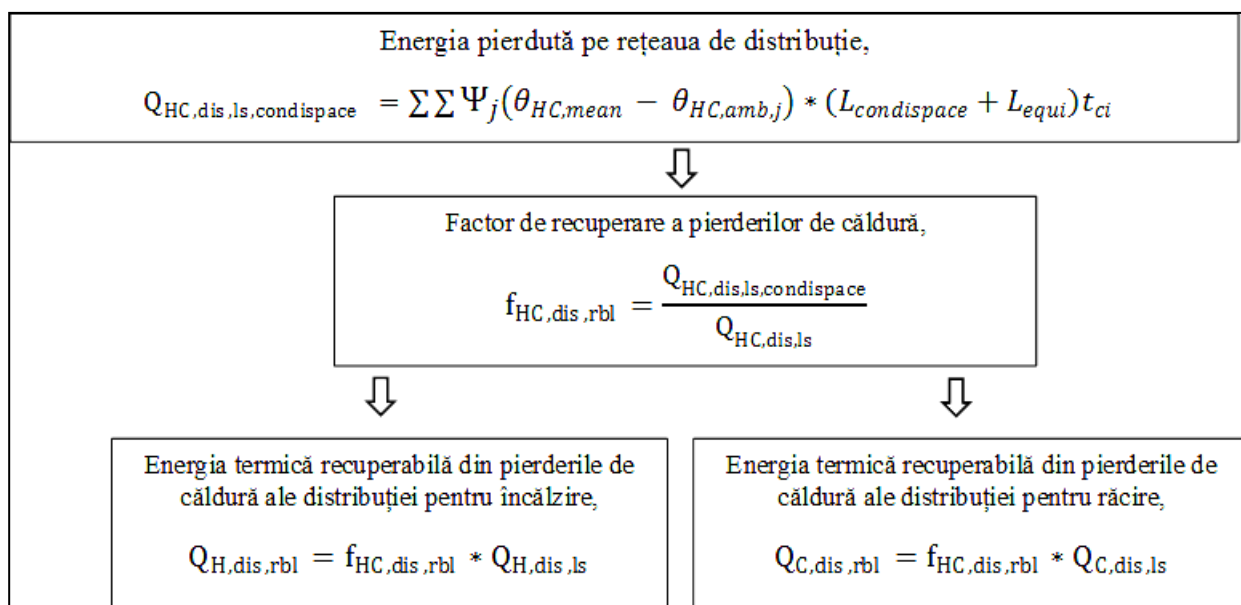 Energia pierdută pe rețeaua de distribuție,
Q_HC,dis,ls,condispace = ∑ ∑ Ψ_j(θ_HC,mean − θ_HC,amb,j) * (L_condispace + L_equi)t_ci
Factor de recuperare a pierderilor de căldură,
f_HC,dis,rbl = Q_HC,dis,ls,condispace / Q_HC,dis,ls
Energia termică recuperabilă din pierderile de
căldură ale distribuției pentru încălzire,
Q_H,dis,rbl = f_HC,dis,rbl * Q_H,dis,ls
Energia termică recuperabilă din pierderile de
căldură ale distribuției pentru răcire,
Q_C,dis,rbl = f_HC,dis,rbl * Q_C,dis,ls